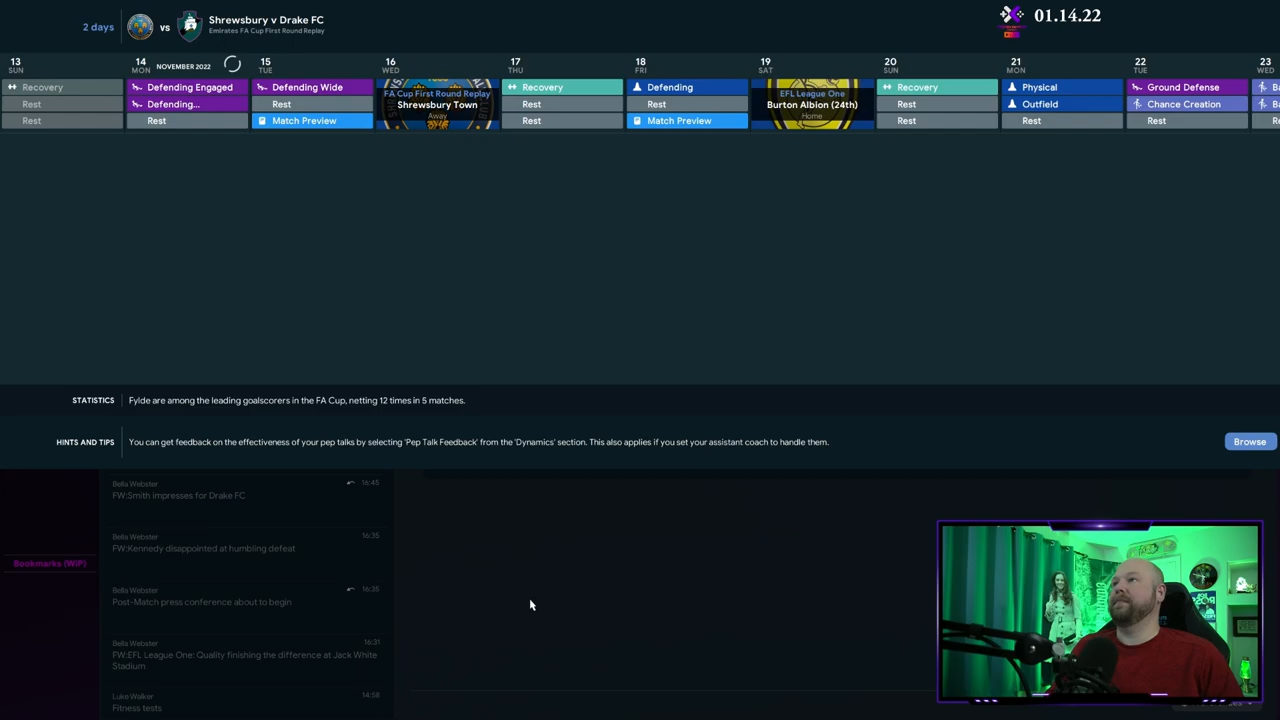 2 days
vs
Shrewsbury v Drake FC
Emirates FA Cup First Round Replay
01.14.22
13
SUN
14
MON
NOVEMBER 2022
15
TUE
16
WED
17
THU
18
FRI
19
SAT
20
SUN
21
MON
22
TUE
23
WED
Recovery
Rest
Rest
Defending Engaged
Defending...
Rest
Defending Wide
Rest
Match Preview
FA Cup First Round Replay
Shrewsbury Town
Away
Recovery
Rest
Rest
Defending
Rest
Match Preview
EFL League One
Burton Albion (24th)
Home
Recovery
Rest
Rest
Physical
Outfield
Rest
Ground Defense
Chance Creation
Rest
Ba
Ba
Re
STATISTICS
Fylde are among the leading goalscorers in the FA Cup, netting 12 times in 5 matches.
HINTS AND TIPS
You can get feedback on the effectiveness of your pep talks by selecting 'Pep Talk Feedback' from the 'Dynamics' section. This also applies if you set your assistant coach to handle them.
Browse
Bella Webster
16:45
FW:Smith impresses for Drake FC
Bella Webster
16:35
FW:Kennedy disappointed at humbling defeat
Bookmarks (WiP)
Bella Webster
16:35
Post-Match press conference about to begin
Bella Webster
16:31
FW:EFL League One: Quality finishing the difference at Jack White
Stadium
Luke Walker
14:58
Fitness tests